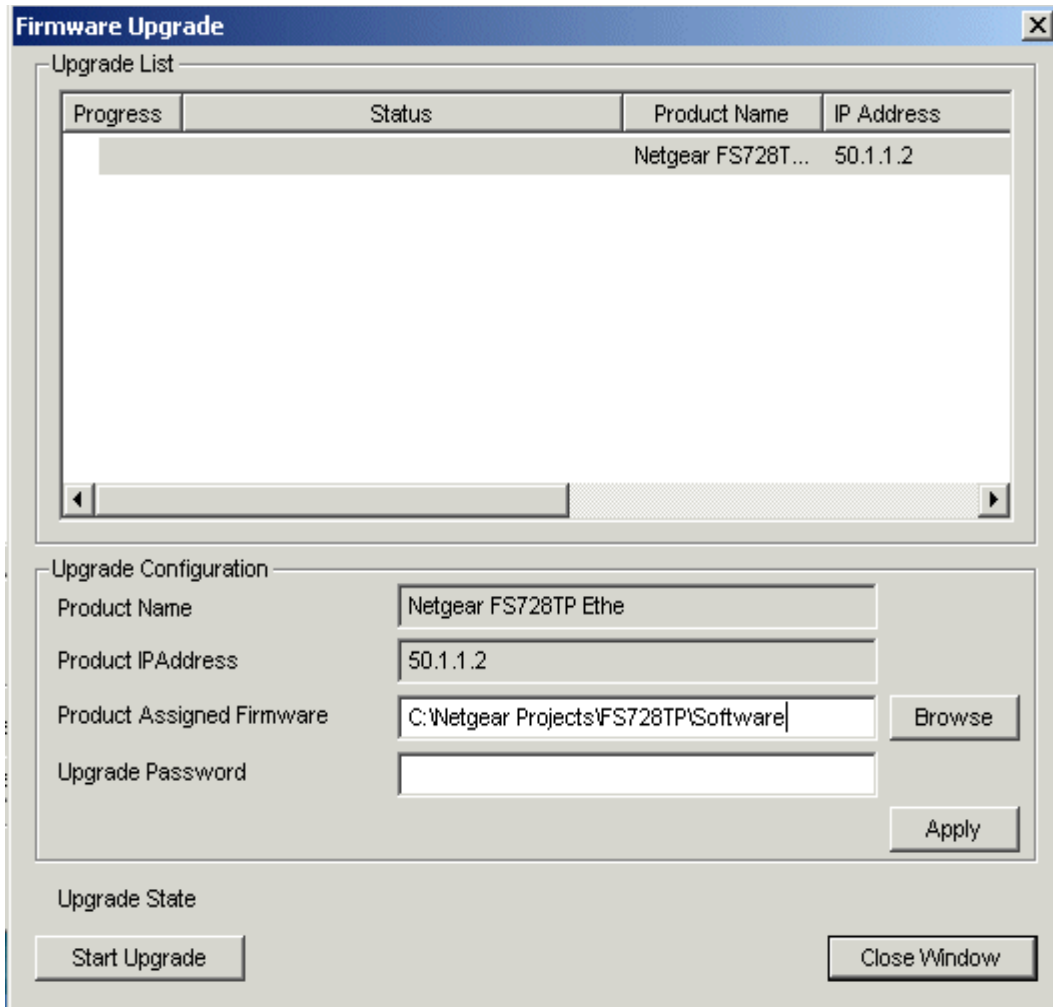 Firmware Upgrade
Upgrade List
Progress Status Product Name IP Address
Netgear FS728T... 50.1.1.2
Upgrade Configuration
Product Name Netgear FS728TP Ethe
Product IPAddress 50.1.1.2
Product Assigned Firmware C:\Netgear Projects\FS728TP\Software Browse
Upgrade Password
Apply
Upgrade State
Start Upgrade Close Window